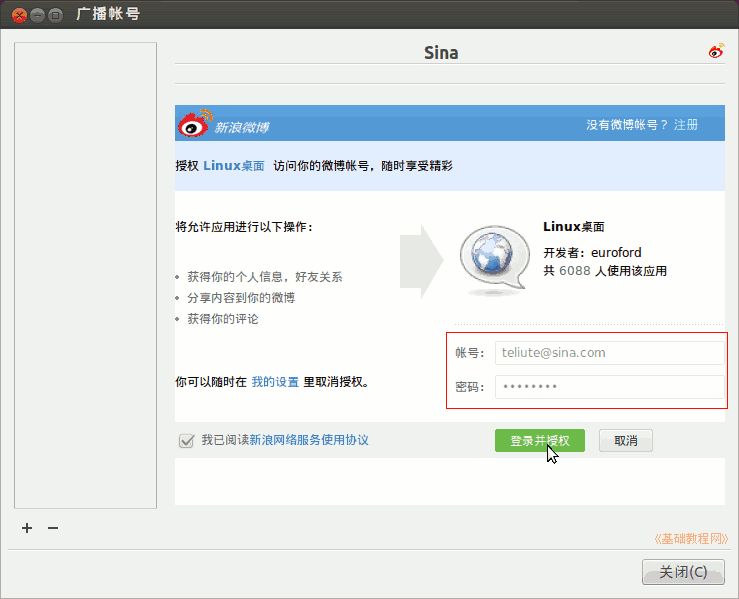 广播帐号
Sina
新浪微博
没有微博帐号？ 注册
授权 Linux桌面 访问你的微博帐号，随时享受精彩
将允许应用进行以下操作：
获得你的个人信息，好友关系
分享内容到你的微博
获得你的评论
你可以随时在 我的设置 里取消授权。
Linux桌面
开发者：euroford
共 6088 人使用该应用
帐号： teliute@sina.com
密码： ••••••••
我已阅读新浪网络服务使用协议
登录并授权 取消
+ −
《基础教程网》
关闭(C)